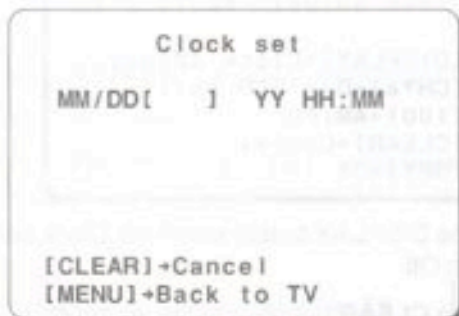 Clock set
MM/DD[ ] YY HH:MM
[CLEAR]→Cancel
[MENU]→Back to TV